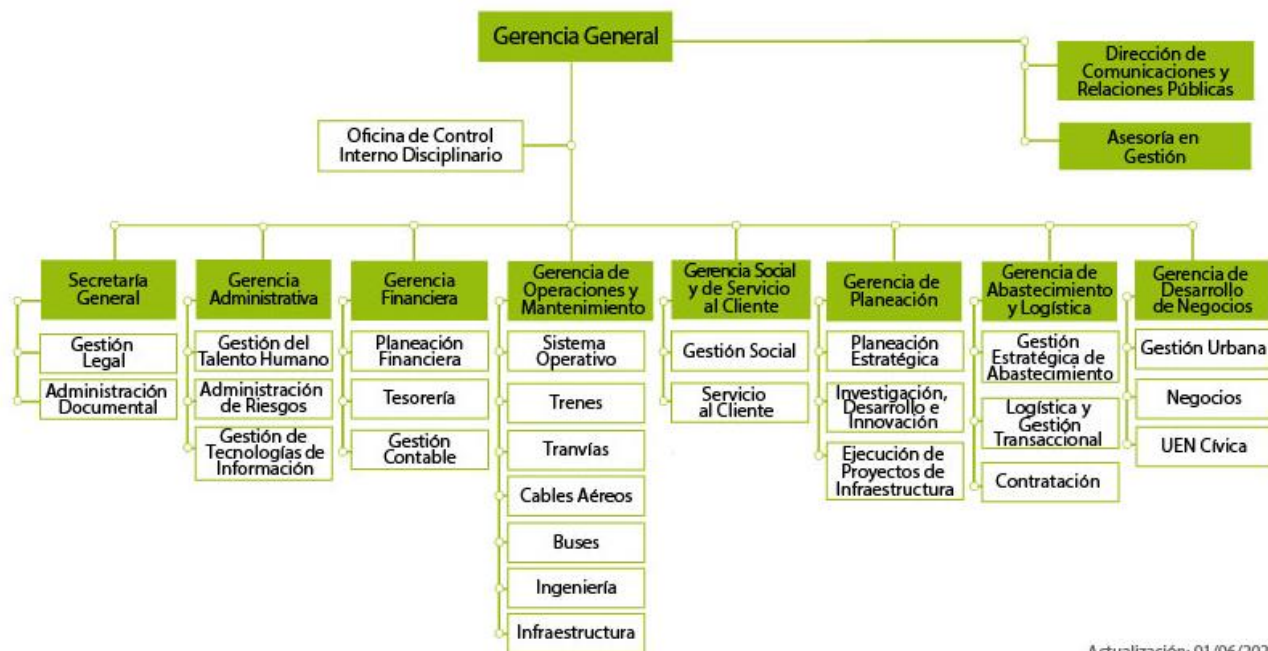 Gerencia General
Dirección de
Comunicaciones y
Relaciones Públicas
Oficina de Control
Interno Disciplinario
Asesoría en
Gestión
Secretaría
General
Gestión
Legal
Administración
Documental
Gerencia
Administrativa
Gestión del
Talento Humano
Administración
de Riesgos
Gestión de
Tecnologías de
Información
Gerencia
Financiera
Planeación
Financiera
Tesorería
Gestión
Contable
Gerencia de
Operaciones y
Mantenimiento
Sistema
Operativo
Trenes
Tranvías
Cables Aéreos
Buses
Ingeniería
Infraestructura
Gerencia Social
y de Servicio
al Cliente
Gestión Social
Servicio
al Cliente
Gerencia de
Planeación
Planeación
Estratégica
Investigación,
Desarrollo e
Innovación
Ejecución de
Proyectos de
Infraestructura
Gerencia de
Abastecimiento
y Logística
Gestión
Estratégica de
Abastecimiento
Logística y
Gestión
Transaccional
Contratación
Gerencia de
Desarrollo
de Negocios
Gestión Urbana
Negocios
UEN Cívica
Actualización: